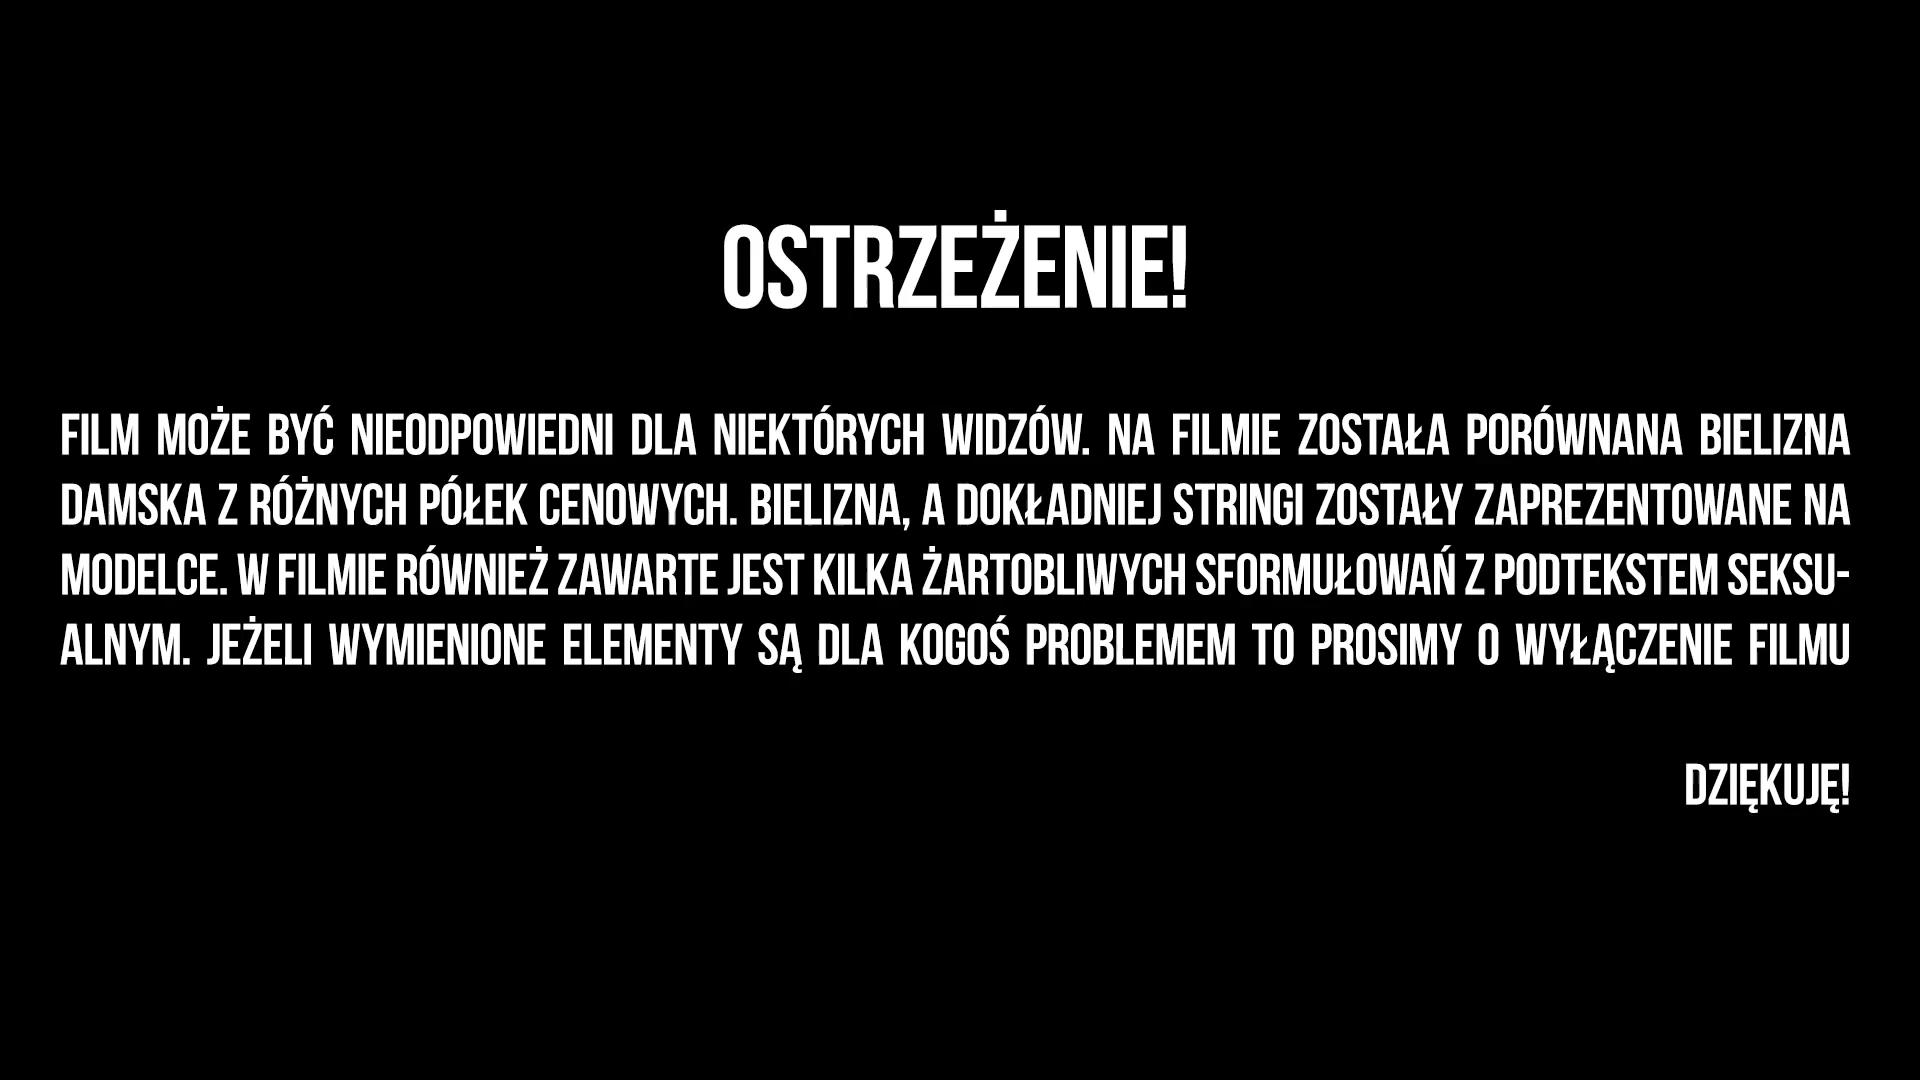 OSTRZEŻENIE!
FILM MOŻE BYĆ NIEODPOWIEDNI DLA NIEKTÓRYCH WIDZÓW. NA FILMIE ZOSTAŁA PORÓWNANA BIELIZNA
DAMSKA Z RÓŻNYCH PÓŁEK CENOWYCH. BIELIZNA, A DOKŁADNIEJ STRINGI ZOSTAŁY ZAPREZENTOWANE NA
MODELCE. W FILMIE RÓWNIEŻ ZAWARTE JEST KILKA ŻARTOBLIWYCH SFORMUŁOWAŃ Z PODTEKSTEM SEKSU-
ALNYM. JEŻELI WYMIENIONE ELEMENTY SĄ DLA KOGOŚ PROBLEMEM TO PROSIMY O WYŁĄCZENIE FILMU
DZIĘKUJĘ!